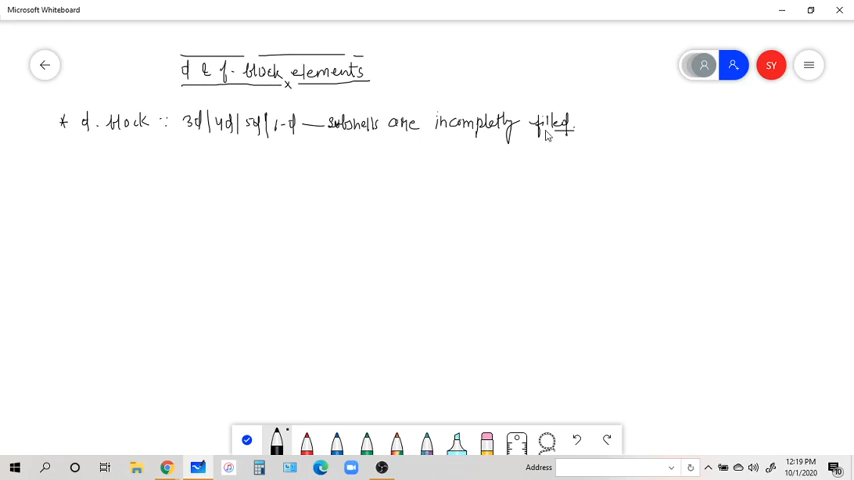 Microsoft Whiteboard
SY
d & f. block elements
* d. block :: 3d|4d|5d|6-d — subshells are incompletly filled.
Address
12:19 PM
10/1/2020